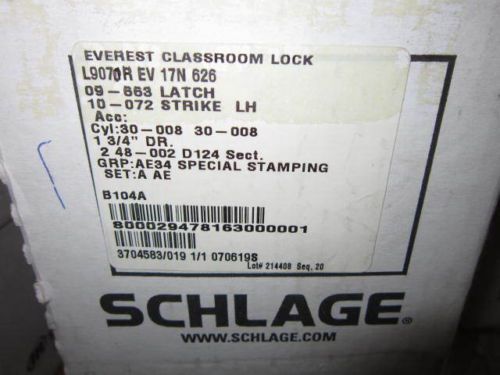 EVEREST CLASSROOM LOCK
L9070R EV 17N 626
09-663 LATCH
10-072 STRIKE LH
Acc:
Cyl:30-008 30-008
1 3/4" DR.
2 48-002 D124 Sect.
GRP:AE34 SPECIAL STAMPING
SET:A AE
B104A
800029478163000001
3704583/019 1/1 070619S
Lot# 214408 Seq. 20
SCHLAGE®
WWW.SCHLAGE.COM